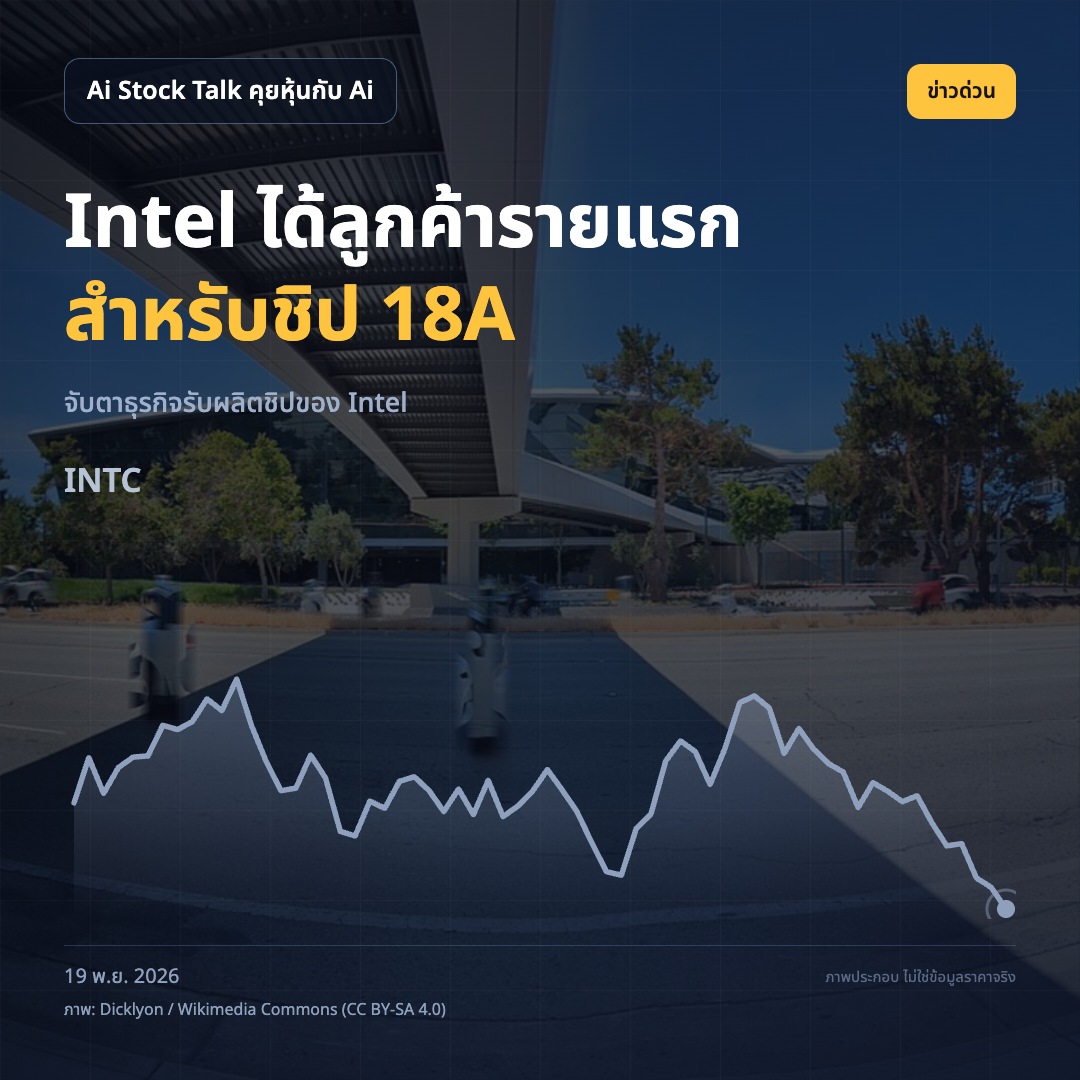 Ai Stock Talk คุยหุ้นกับ Ai
ข่าวด่วน
Intel ได้ลูกค้ารายแรก
สำหรับชิป 18A
จับตาธุรกิจรับผลิตชิปของ Intel
INTC
19 พ.ย. 2026
ภาพประกอบ ไม่ใช่ข้อมูลราคาจริง
ภาพ: Dicklyon / Wikimedia Commons (CC BY-SA 4.0)